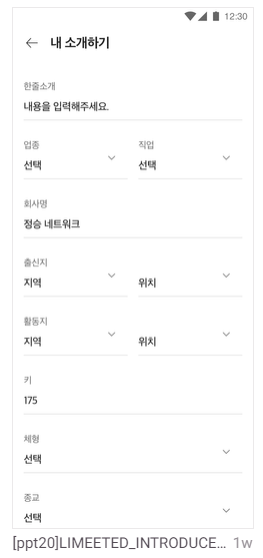 12:30
내 소개하기
한줄소개
내용을 입력해주세요.
업종 직업
선택 선택
회사명
정승 네트워크
출신지
지역 위치
활동지
지역 위치
키
175
체형
선택
종교
선택
[ppt20]LIMEETED_INTRODUCE... 1w